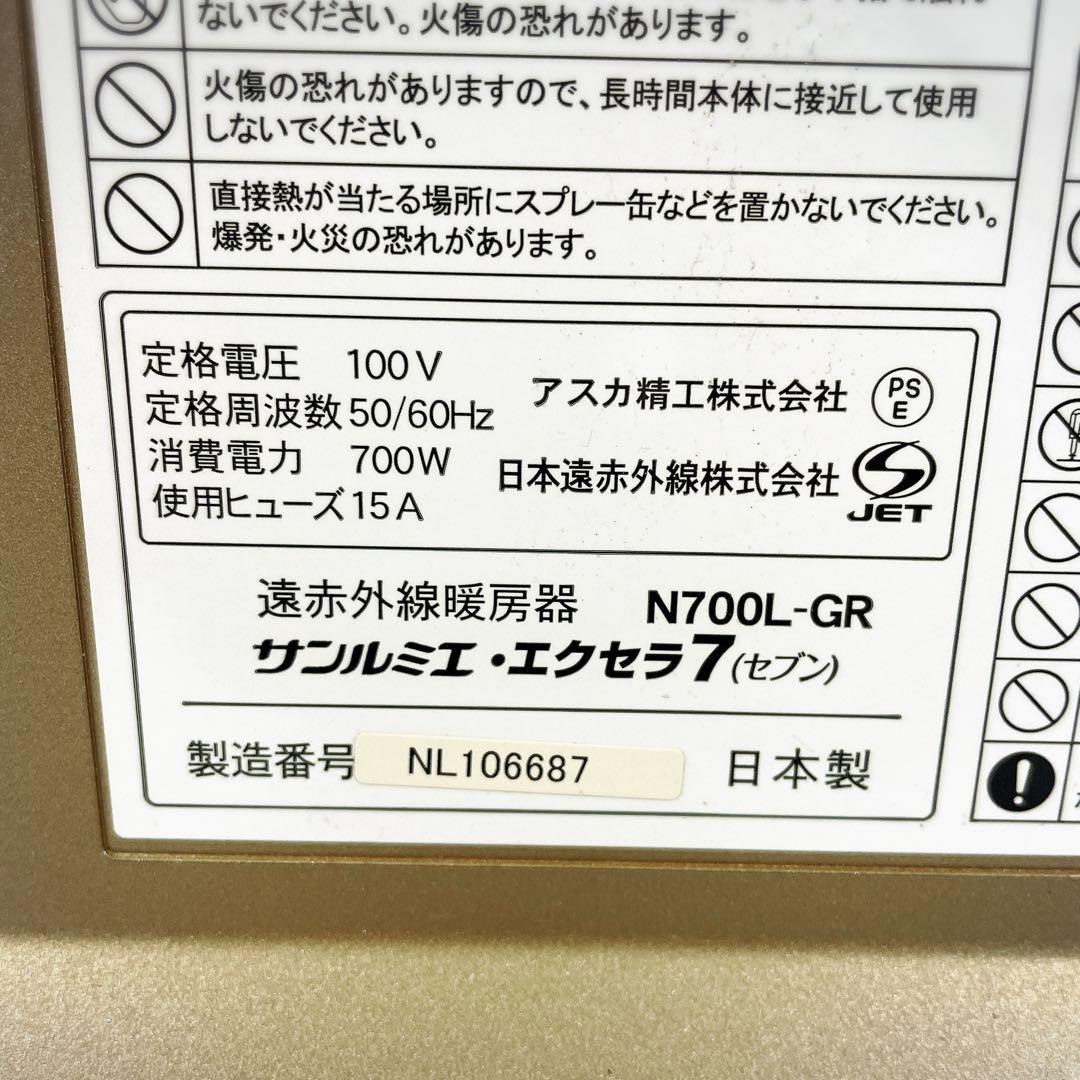 ないでください。火傷の恐れがあります。
火傷の恐れがありますので、長時間本体に接近して使用
しないでください。
直接熱が当たる場所にスプレー缶などを置かないでください。
爆発・火災の恐れがあります。
定格電圧 100V
定格周波数 50/60Hz
消費電力 700W
使用ヒューズ 15A
アスカ精工株式会社 PSE
日本遠赤外線株式会社 JET
遠赤外線暖房器 N700L-GR
サンルミエ・エクセラ7(セブン)
製造番号 NL106687 日本製